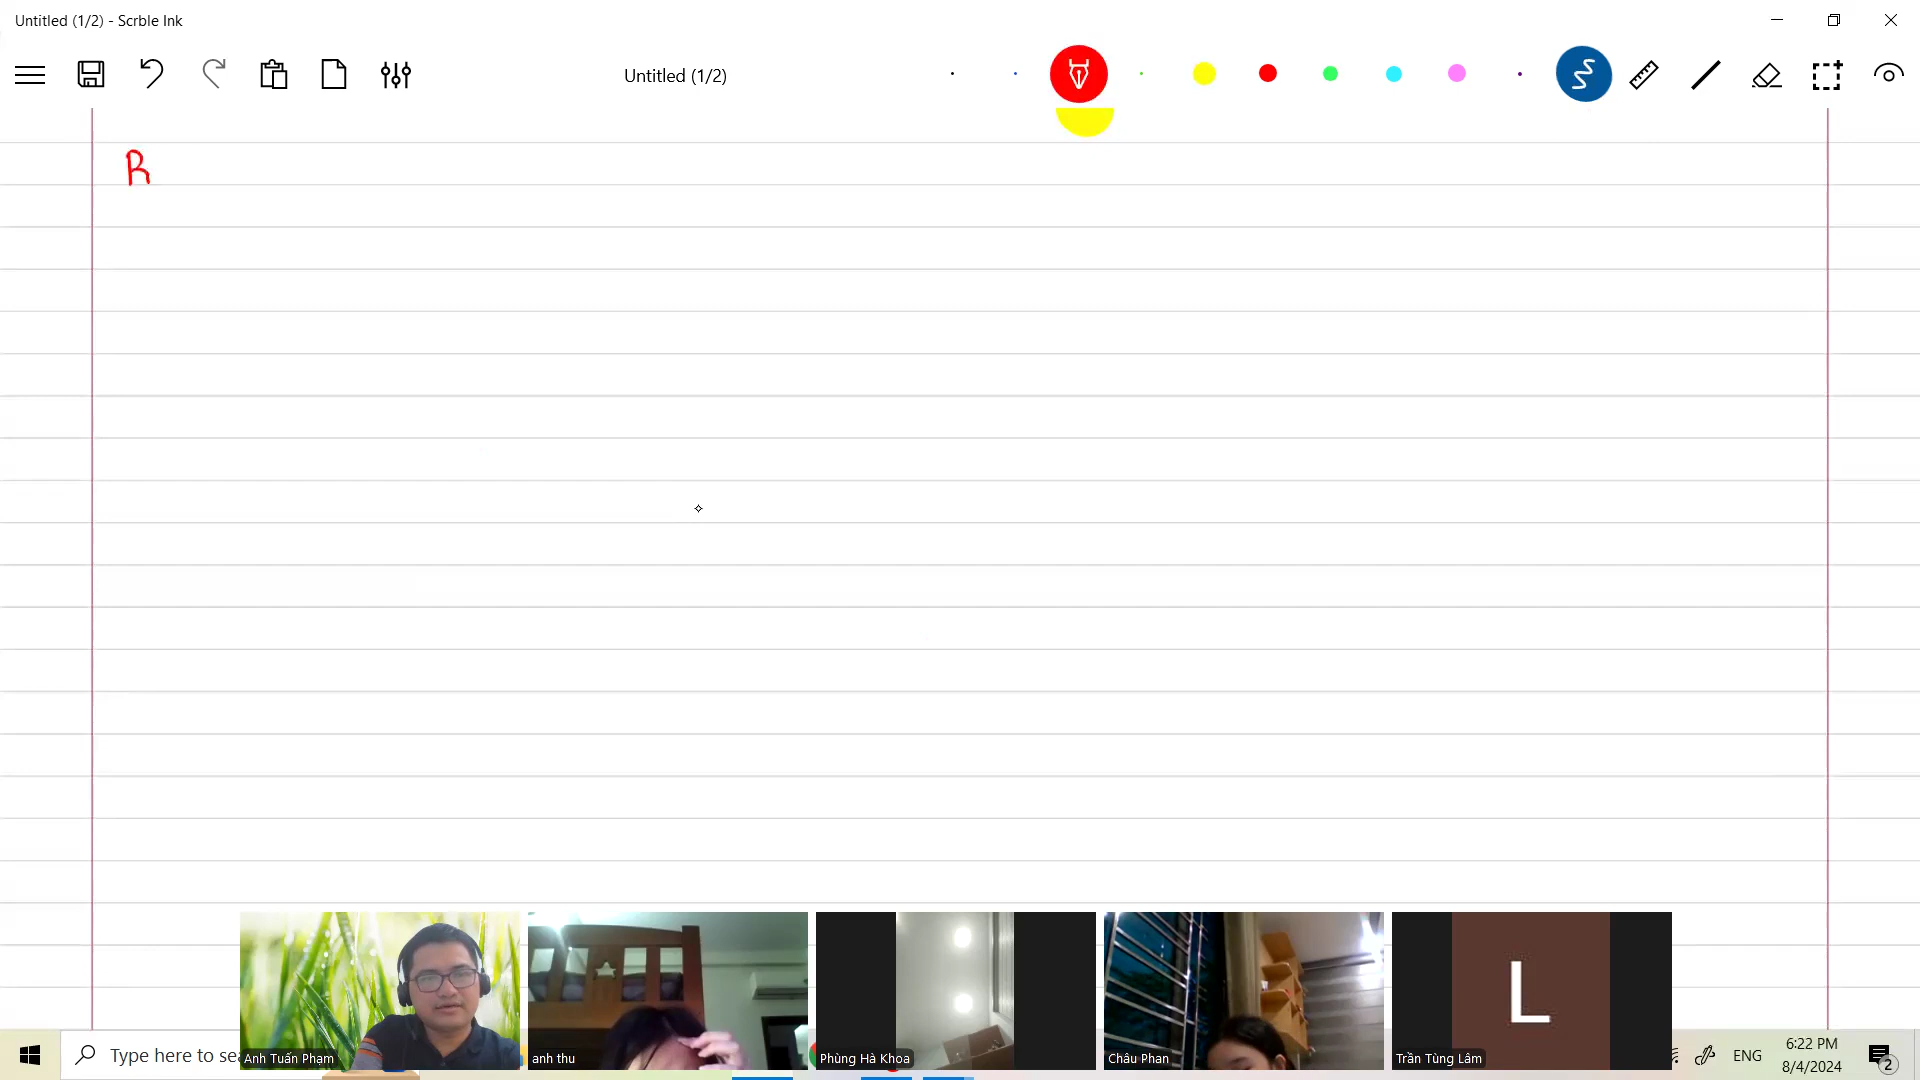 Untitled (1/2) - Scrble Ink
Untitled (1/2)
R
L
Anh Tuấn Phạm
anh thu
Phùng Hà Khoa
Châu Phan
Trần Tùng Lâm
Type here to se
ENG
6:22 PM
8/4/2024
2